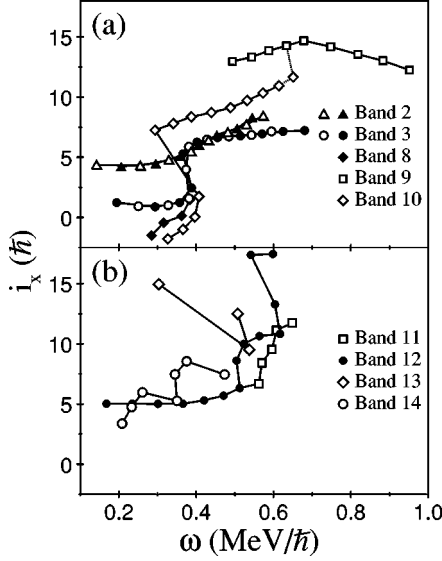 (a)
15
10
5
0
Band 2
Band 3
Band 8
Band 9
Band 10
i_x (ħ)
(b)
15
10
5
0
Band 11
Band 12
Band 13
Band 14
0.2 0.4 0.6 0.8 1.0
ω (MeV/ħ)